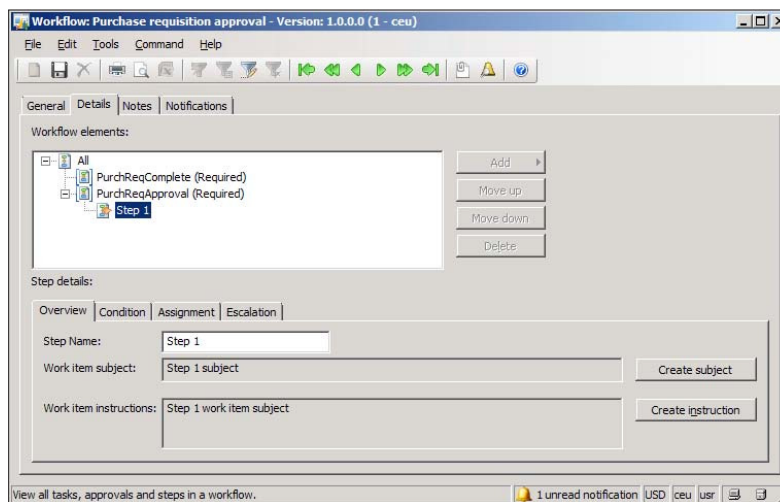 Workflow: Purchase requisition approval - Version: 1.0.0.0 (1 - ceu)
File Edit Tools Command Help
General Details Notes Notifications
Workflow elements:
All
PurchReqComplete (Required)
PurchReqApproval (Required)
Step 1
Add
Move up
Move down
Delete
Step details:
Overview Condition Assignment Escalation
Step Name: Step 1
Work item subject: Step 1 subject Create subject
Work item instructions: Step 1 work item subject Create instruction
View all tasks, approvals and steps in a workflow. 1 unread notification USD ceu usr